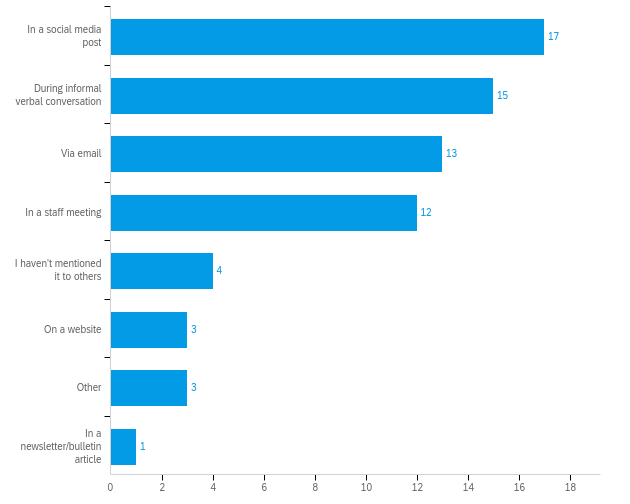 In a social media
post
17
During informal
verbal conversation
15
Via email
13
In a staff meeting
12
I haven't mentioned
it to others
4
On a website
3
Other
3
In a
newsletter/bulletin
article
1
0 2 4 6 8 10 12 14 16 18